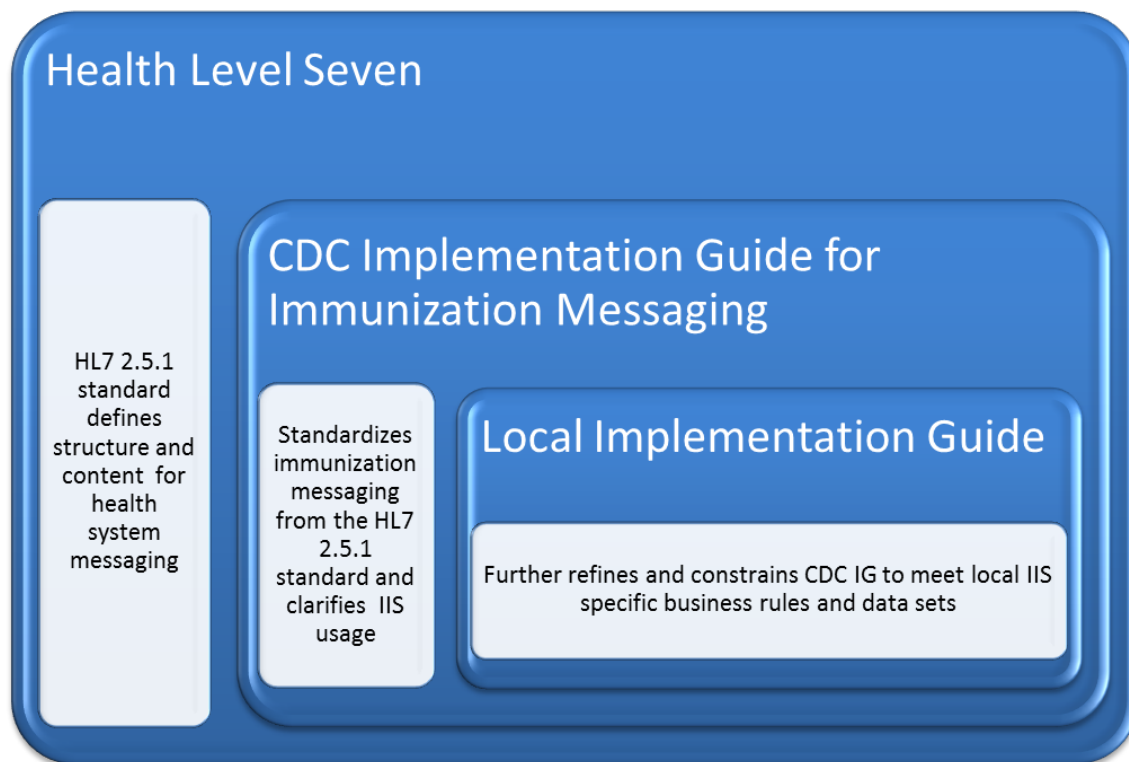 Health Level Seven
HL7 2.5.1
standard
defines
structure and
content for
health
system
messaging
CDC Implementation Guide for
Immunization Messaging
Standardizes
immunization
messaging
from the HL7
2.5.1
standard and
clarifies IIS
usage
Local Implementation Guide
Further refines and constrains CDC IG to meet local IIS
specific business rules and data sets